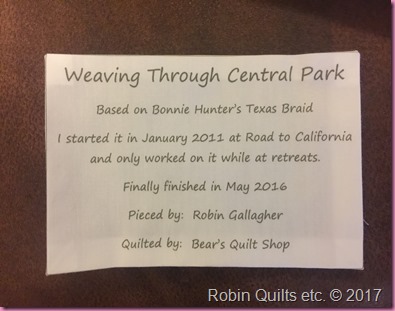 Weaving Through Central Park
Based on Bonnie Hunter's Texas Braid
I started it in January 2011 at Road to California
and only worked on it while at retreats.
Finally finished in May 2016
Pieced by: Robin Gallagher
Quilted by: Bear's Quilt Shop
Robin Quilts etc. © 2017